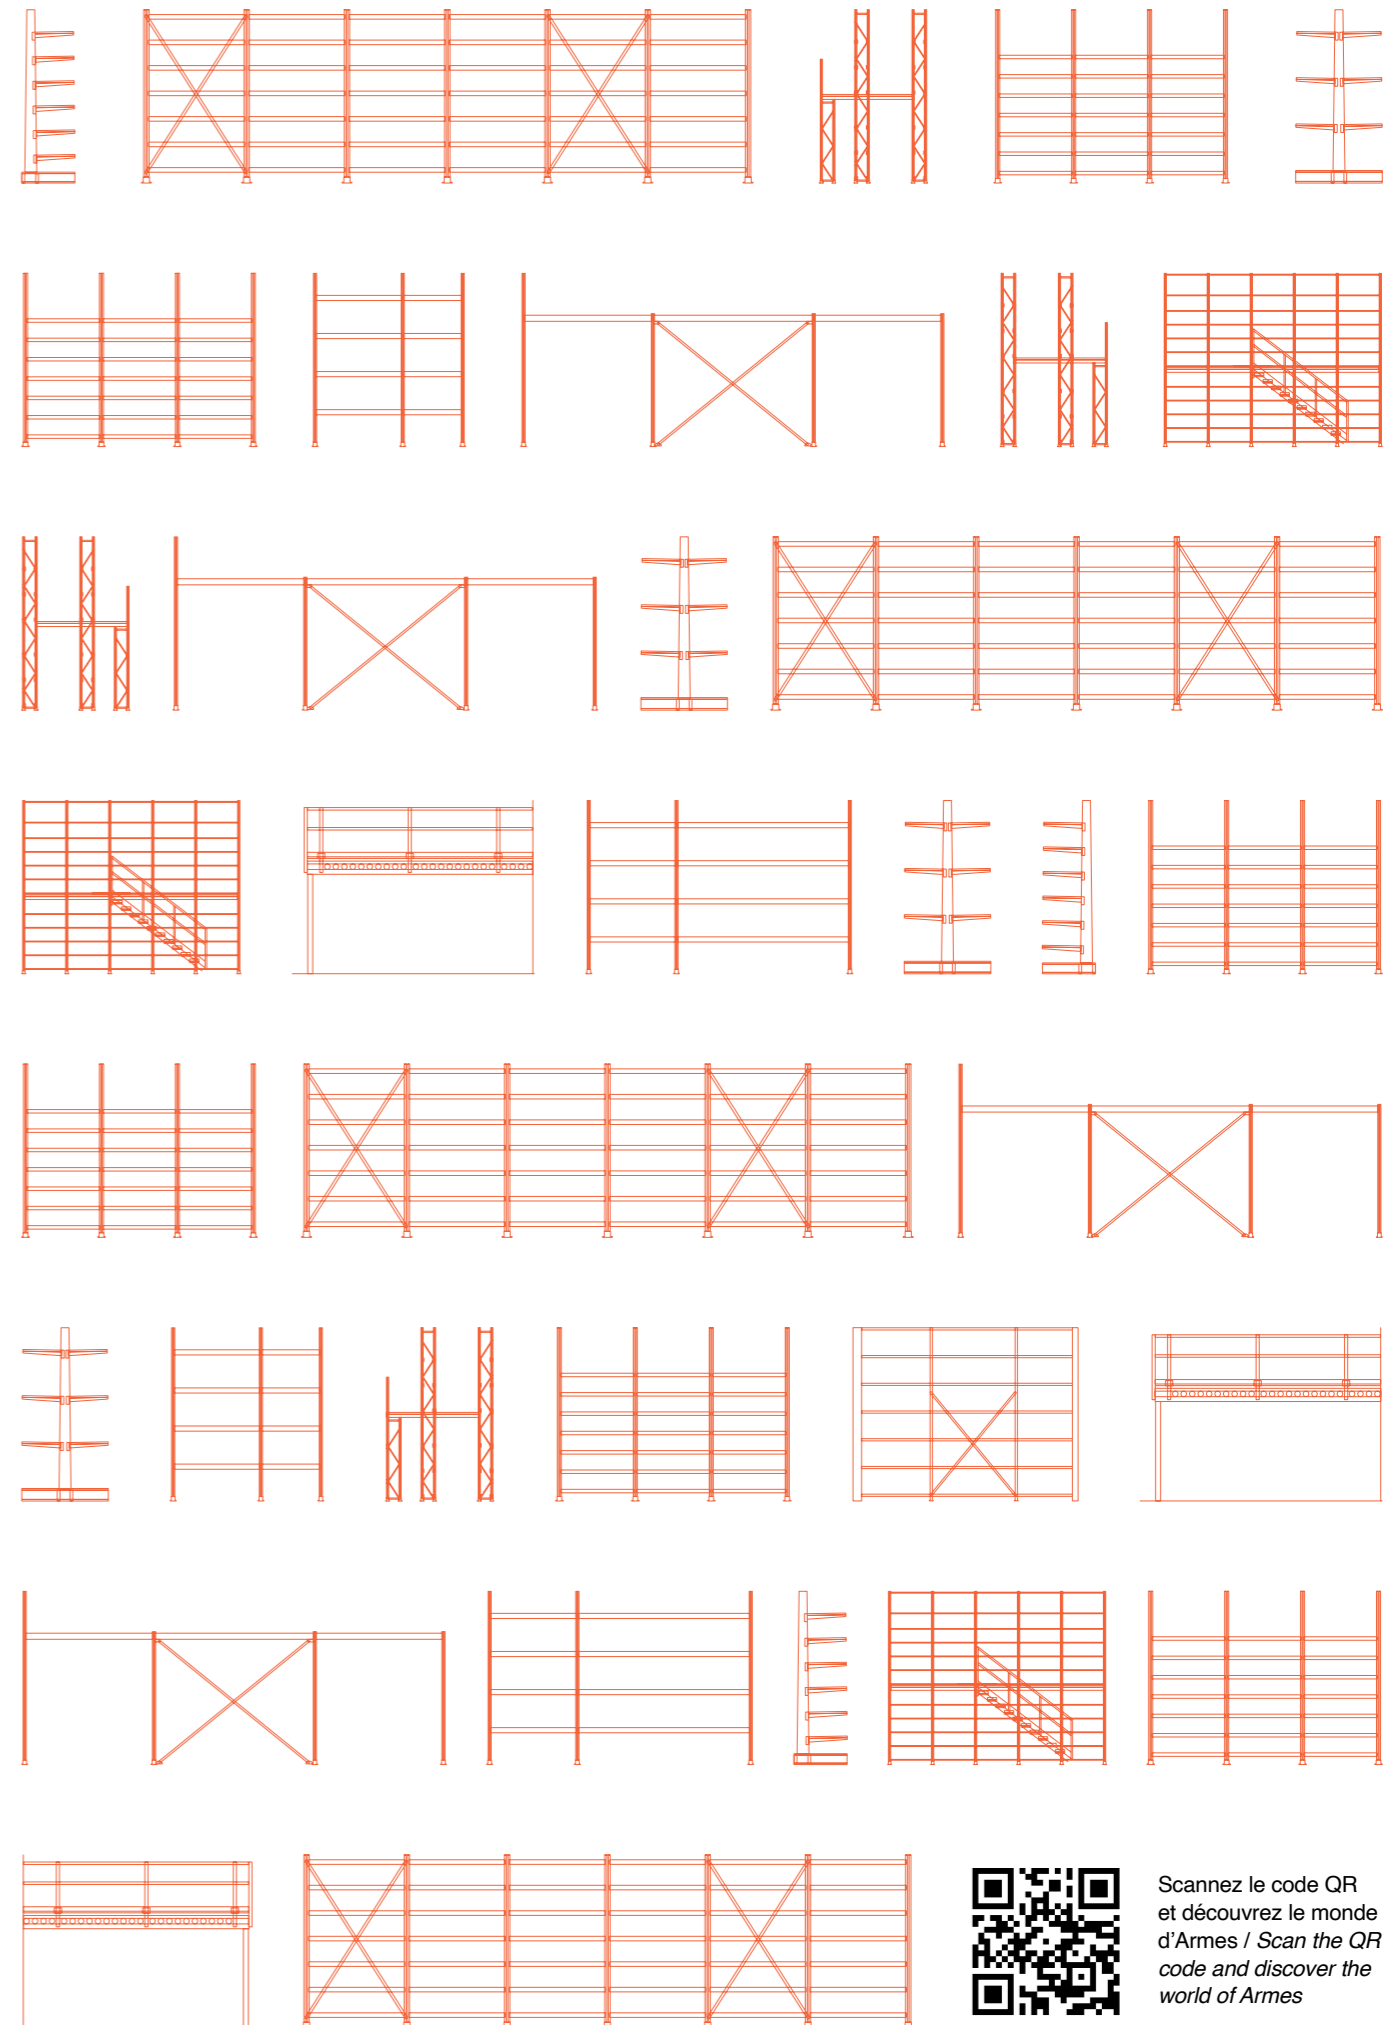 Scannez le code QR
et découvrez le monde
d’Armes / Scan the QR
code and discover the
world of Armes